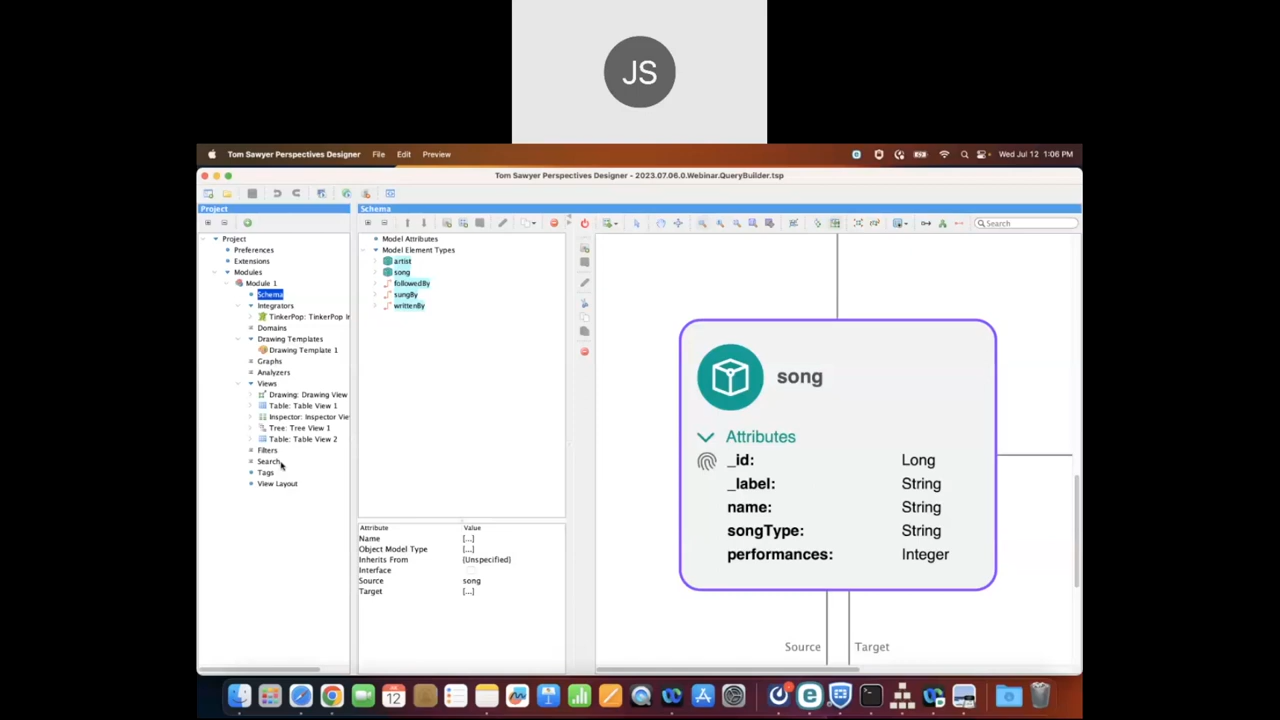 JS
Tom Sawyer Perspectives Designer File Edit Preview
Wed Jul 12 1:06 PM
Tom Sawyer Perspectives Designer - 2023.07.06.0.Webinar.QueryBuilder.tsp
Project
Schema
Search
Project
Preferences
Extensions
Modules
Module 1
Schema
Integrators
TinkerPop: TinkerPop I
Domains
Drawing Templates
Drawing Template 1
Graphs
Analyzers
Views
Drawing: Drawing View
Table: Table View 1
Inspector: Inspector Vie
Tree: Tree View 1
Table: Table View 2
Filters
Search
Tags
View Layout
Model Attributes
Model Element Types
artist
song
followedBy
sungBy
writtenBy
Attribute Value
Name [...]
Object Model Type [...]
Inherits From (Unspecified)
Interface
Source song
Target [...]
song
Attributes
_id: Long
_label: String
name: String
songType: String
performances: Integer
Source Target
12